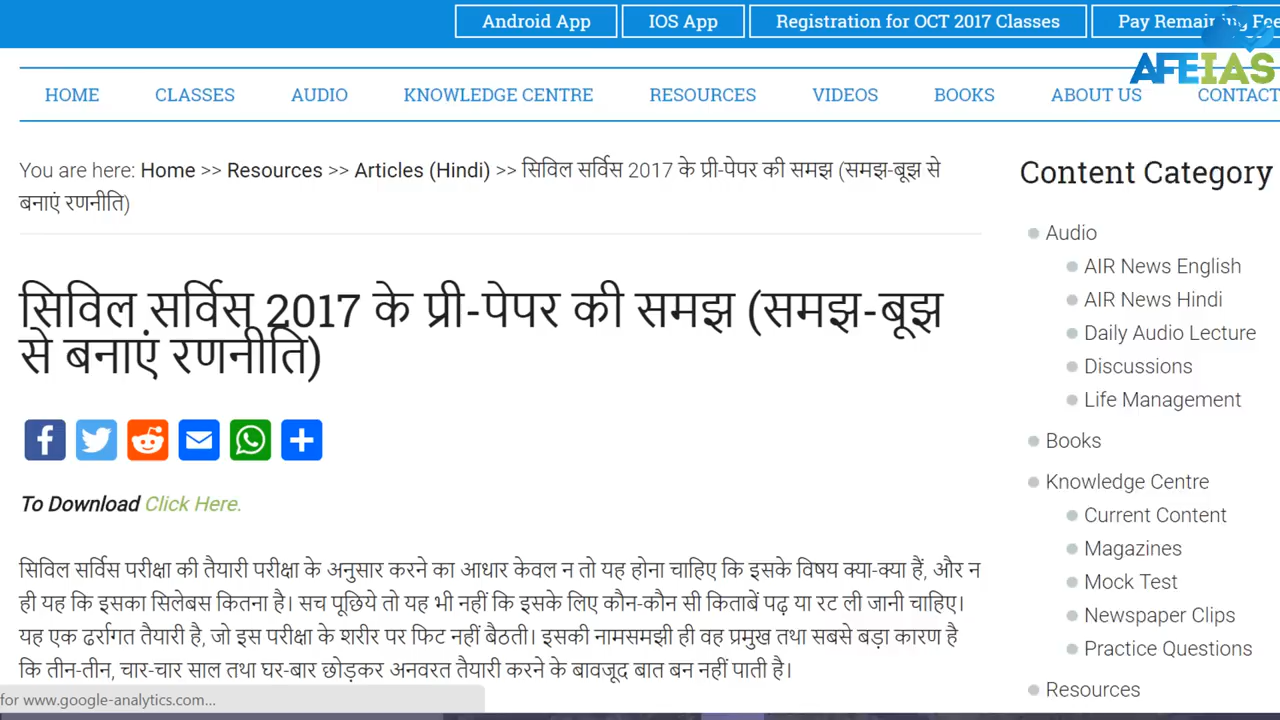 Android App
IOS App
Registration for OCT 2017 Classes
Pay Remaining Fee
AFEIAS
HOME
CLASSES
AUDIO
KNOWLEDGE CENTRE
RESOURCES
VIDEOS
BOOKS
ABOUT US
CONTACT
You are here: Home >> Resources >> Articles (Hindi) >> सिविल सर्विस 2017 के प्री-पेपर की समझ (समझ-बूझ से
बनाएं रणनीति)
सिविल सर्विस 2017 के प्री-पेपर की समझ (समझ-बूझ
से बनाएं रणनीति)
To Download Click Here.
सिविल सर्विस परीक्षा की तैयारी परीक्षा के अनुसार करने का आधार केवल न तो यह होना चाहिए कि इसके विषय क्या-क्या हैं, और न
ही यह कि इसका सिलेबस कितना है। सच पूछिये तो यह भी नहीं कि इसके लिए कौन-कौन सी किताबें पढ़ या रट ली जानी चाहिए।
यह एक ढर्रागत तैयारी है, जो इस परीक्षा के शरीर पर फिट नहीं बैठती। इसकी नामसमझी ही वह प्रमुख तथा सबसे बड़ा कारण है
कि तीन-तीन, चार-चार साल तथा घर-बार छोड़कर अनवरत तैयारी करने के बावजूद बात बन नहीं पाती है।
for www.google-analytics.com...
Content Category
Audio
AIR News English
AIR News Hindi
Daily Audio Lecture
Discussions
Life Management
Books
Knowledge Centre
Current Content
Magazines
Mock Test
Newspaper Clips
Practice Questions
Resources